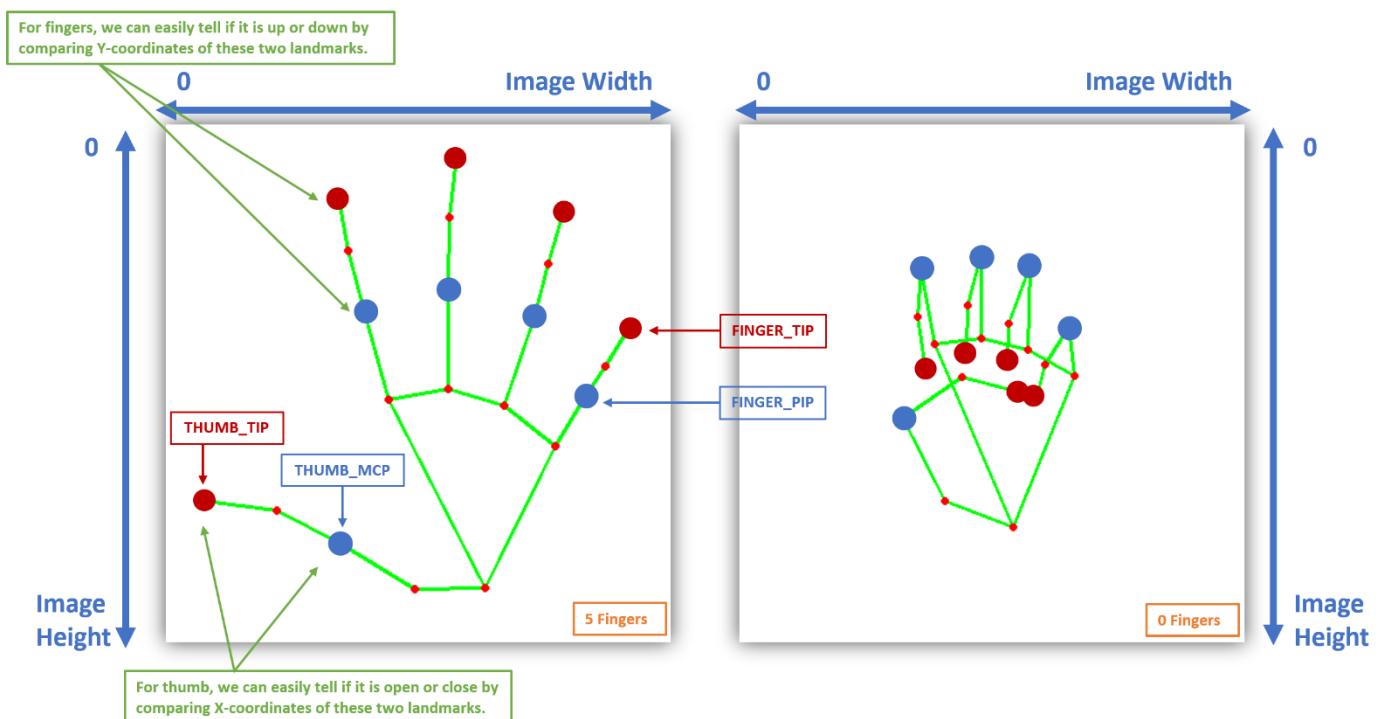 For fingers, we can easily tell if it is up or down by
comparing Y-coordinates of these two landmarks.
0
Image Width
0
Image Width
0
0
FINGER_TIP
FINGER_PIP
THUMB_TIP
THUMB_MCP
Image
Height
5 Fingers
0 Fingers
Image
Height
For thumb, we can easily tell if it is open or close by
comparing X-coordinates of these two landmarks.